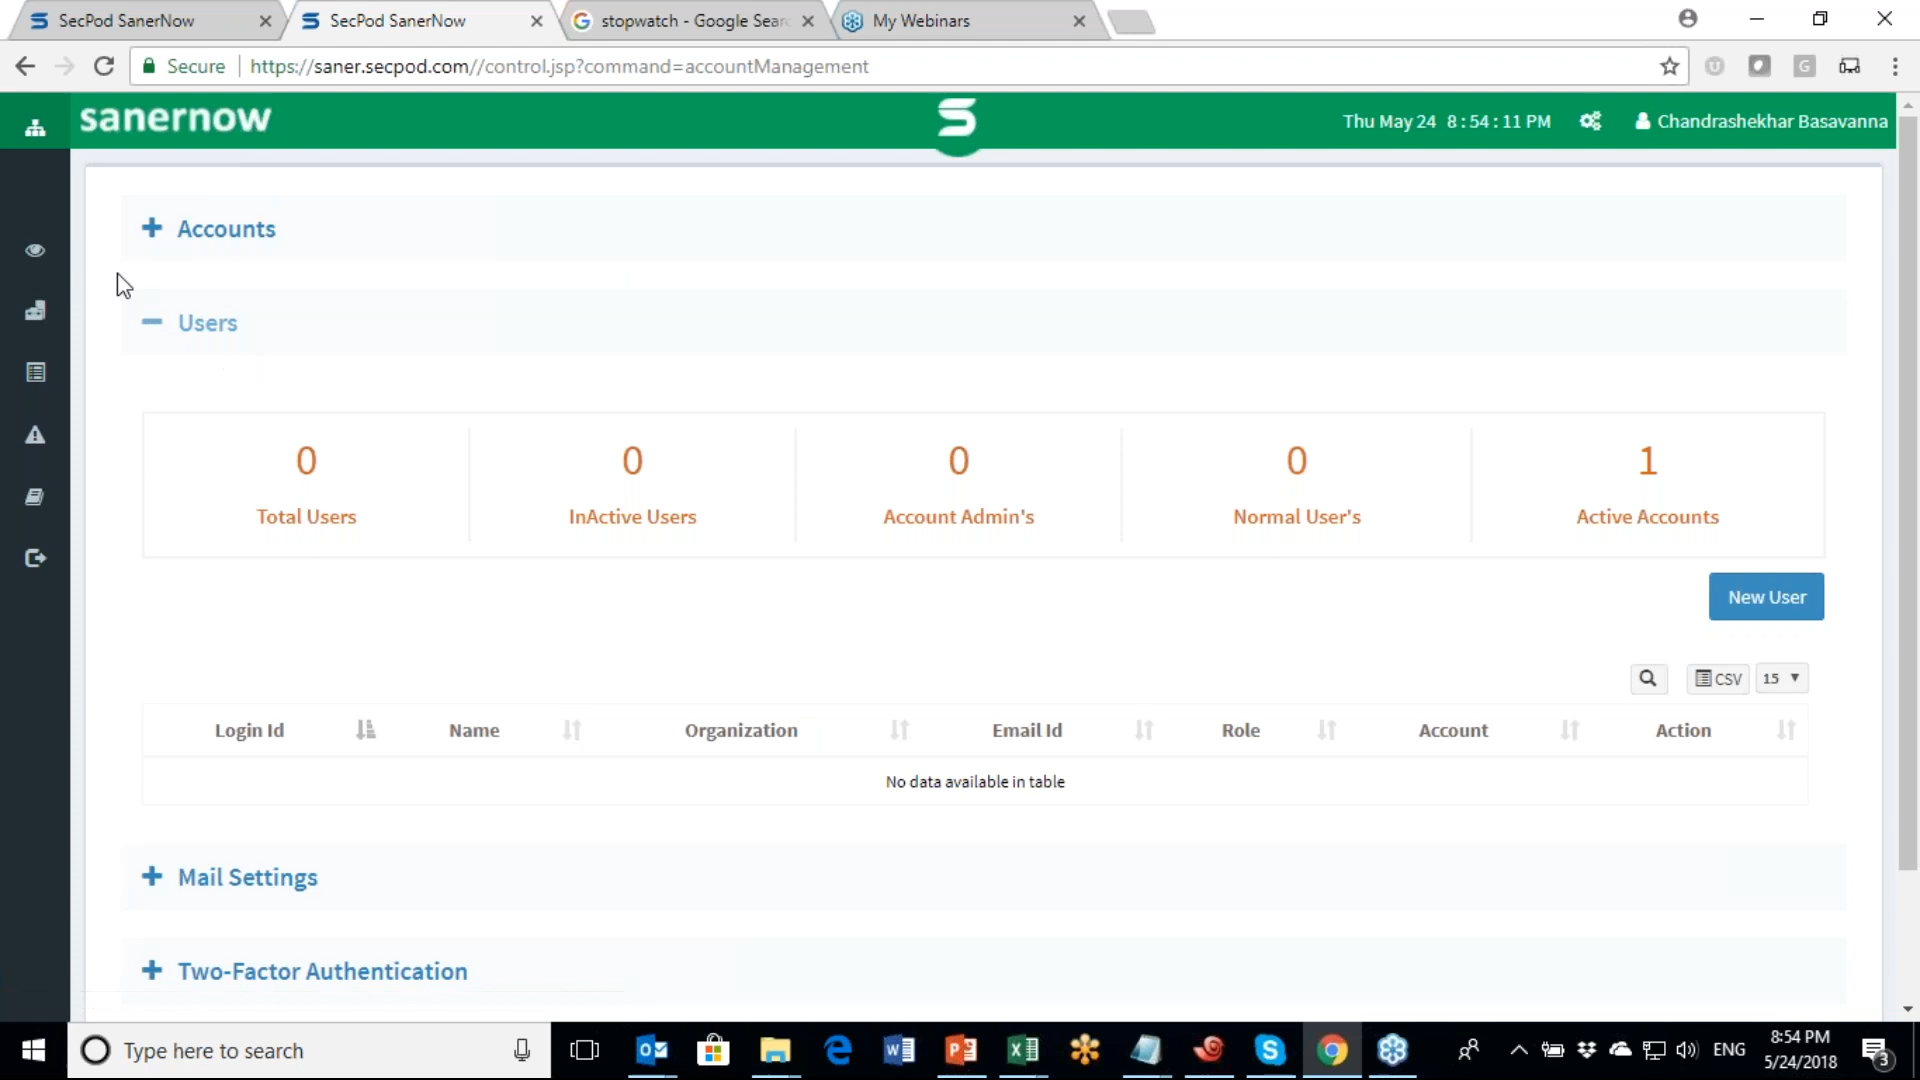 SecPod SanerNow
SecPod SanerNow
stopwatch - Google Sear
My Webinars
Secure
https://saner.secpod.com//control.jsp?command=accountManagement
sanernow
Thu May 24 8:54:11 PM
Chandrashekhar Basavanna
Accounts
Users
0 0 0 0 1
Total Users InActive Users Account Admin's Normal User's Active Accounts
New User
CSV 15
Login Id Name Organization Email Id Role Account Action
No data available in table
Mail Settings
Two-Factor Authentication
Type here to search
ENG
8:54 PM
5/24/2018
3